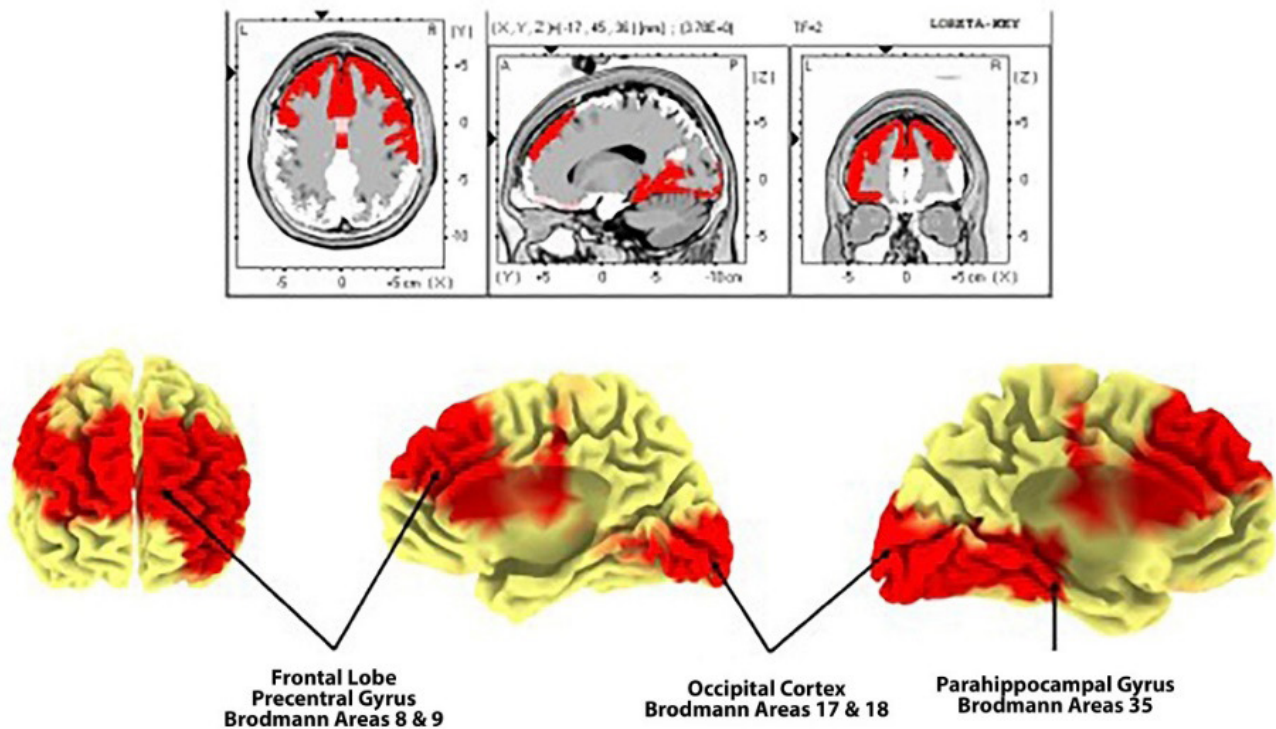 L R (Y)
(X,Y,Z)=(-17,45,36)[mm] ; (3.70E+0) TF=2 LORETA-KEY
A P (Z)
L R (Z)
+5
0
-5
-10
-5 0 +5 cm (X)
+5
0
-5
(Y) +5 0 -5 -10 cm
+5
0
-5
-5 0 +5 cm (X)
Frontal Lobe
Precentral Gyrus
Brodmann Areas 8 & 9
Occipital Cortex
Brodmann Areas 17 & 18
Parahippocampal Gyrus
Brodmann Areas 35